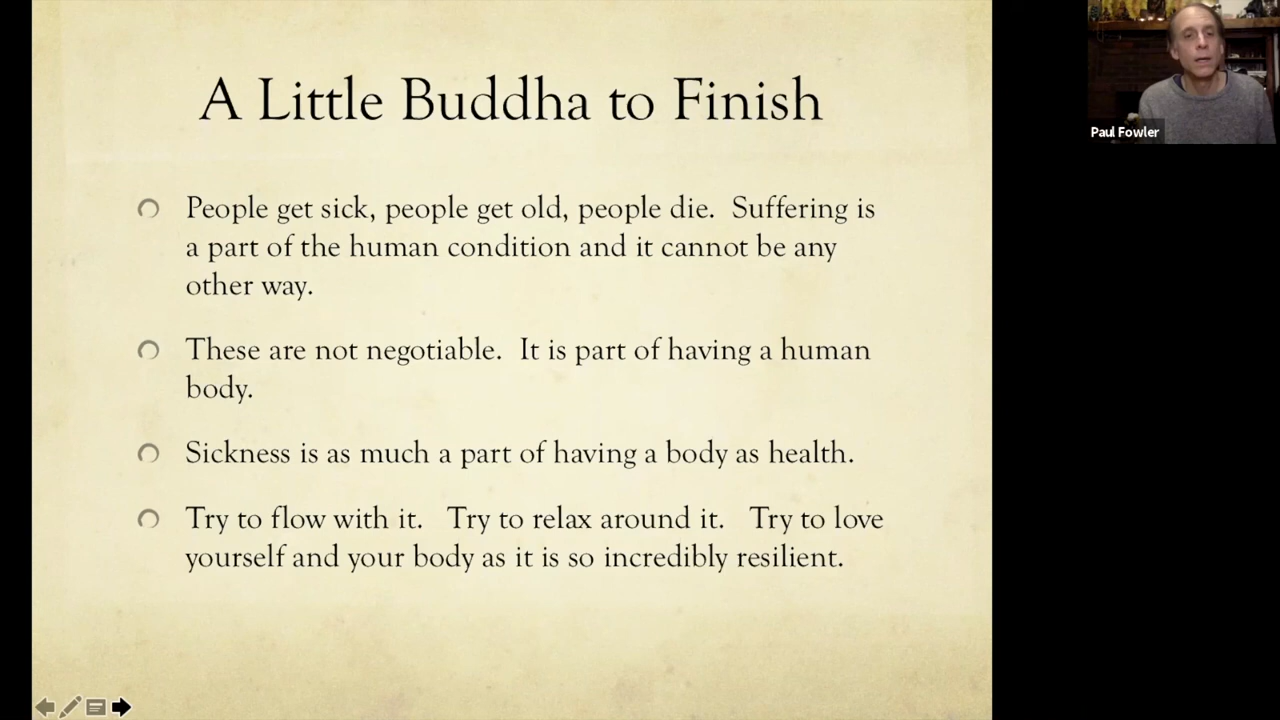 A Little Buddha to Finish
People get sick, people get old, people die.  Suffering is
a part of the human condition and it cannot be any
other way.
These are not negotiable.  It is part of having a human
body.
Sickness is as much a part of having a body as health.
Try to flow with it.   Try to relax around it.   Try to love
yourself and your body as it is so incredibly resilient.
Paul Fowler